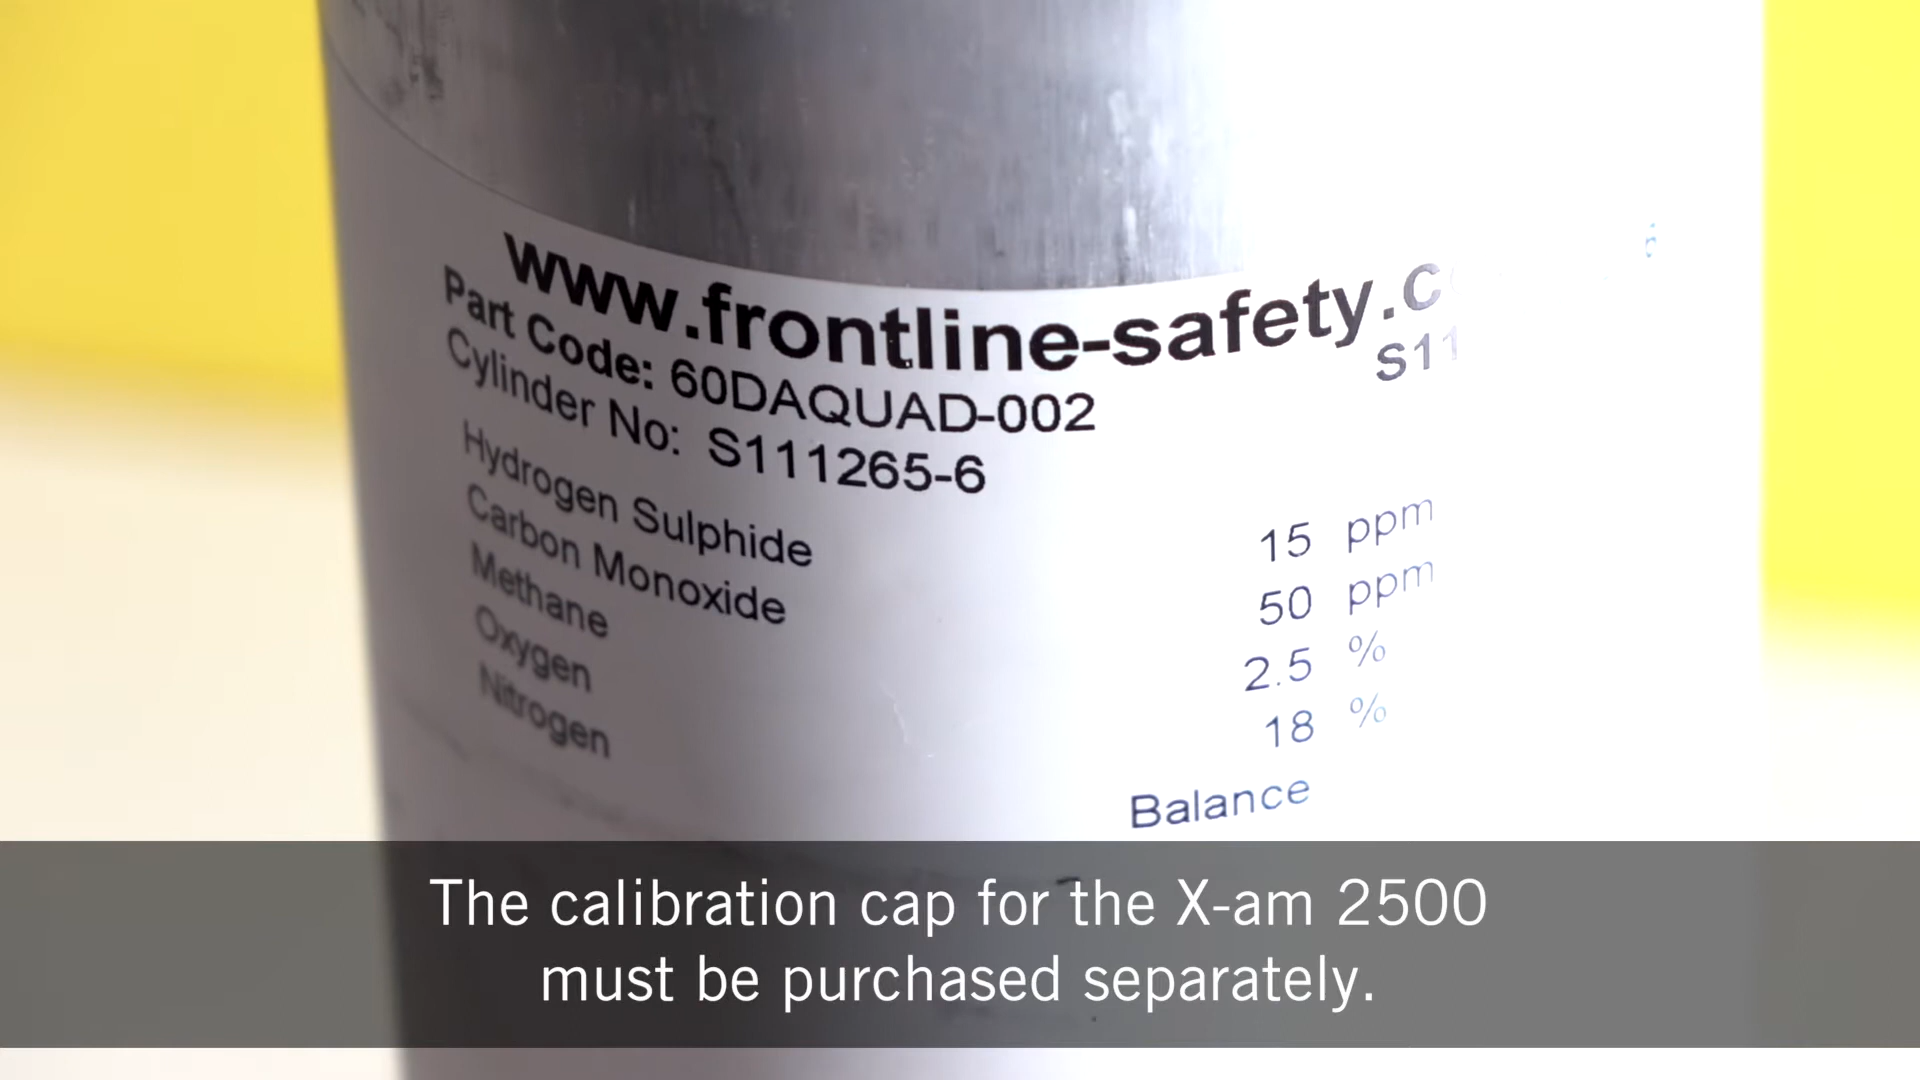 www.frontline-safety.c
Part Code: 60DAQUAD-002
S11
Cylinder No: S111265-6
Hydrogen Sulphide 15 ppm
Carbon Monoxide 50 ppm
Methane 2.5 %
Oxygen 18 %
Nitrogen Balance
The calibration cap for the X-am 2500
must be purchased separately.